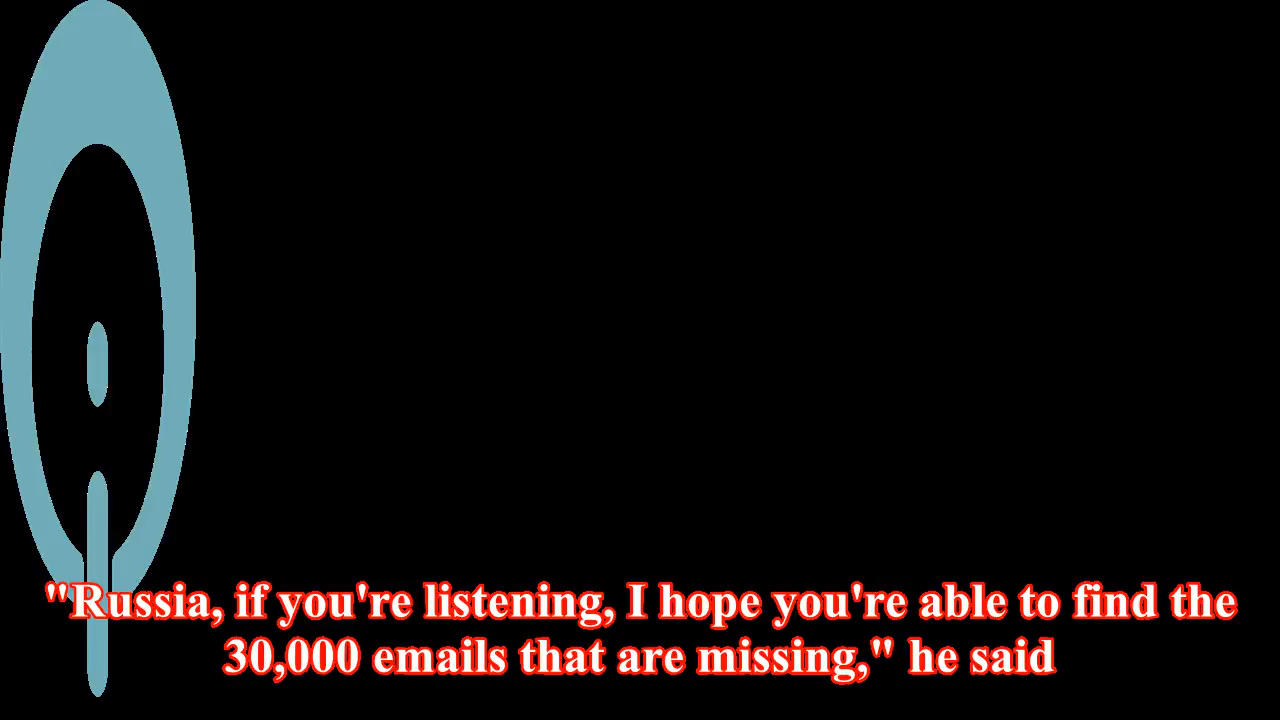 "Russia, if you're listening, I hope you're able to find the
30,000 emails that are missing," he said